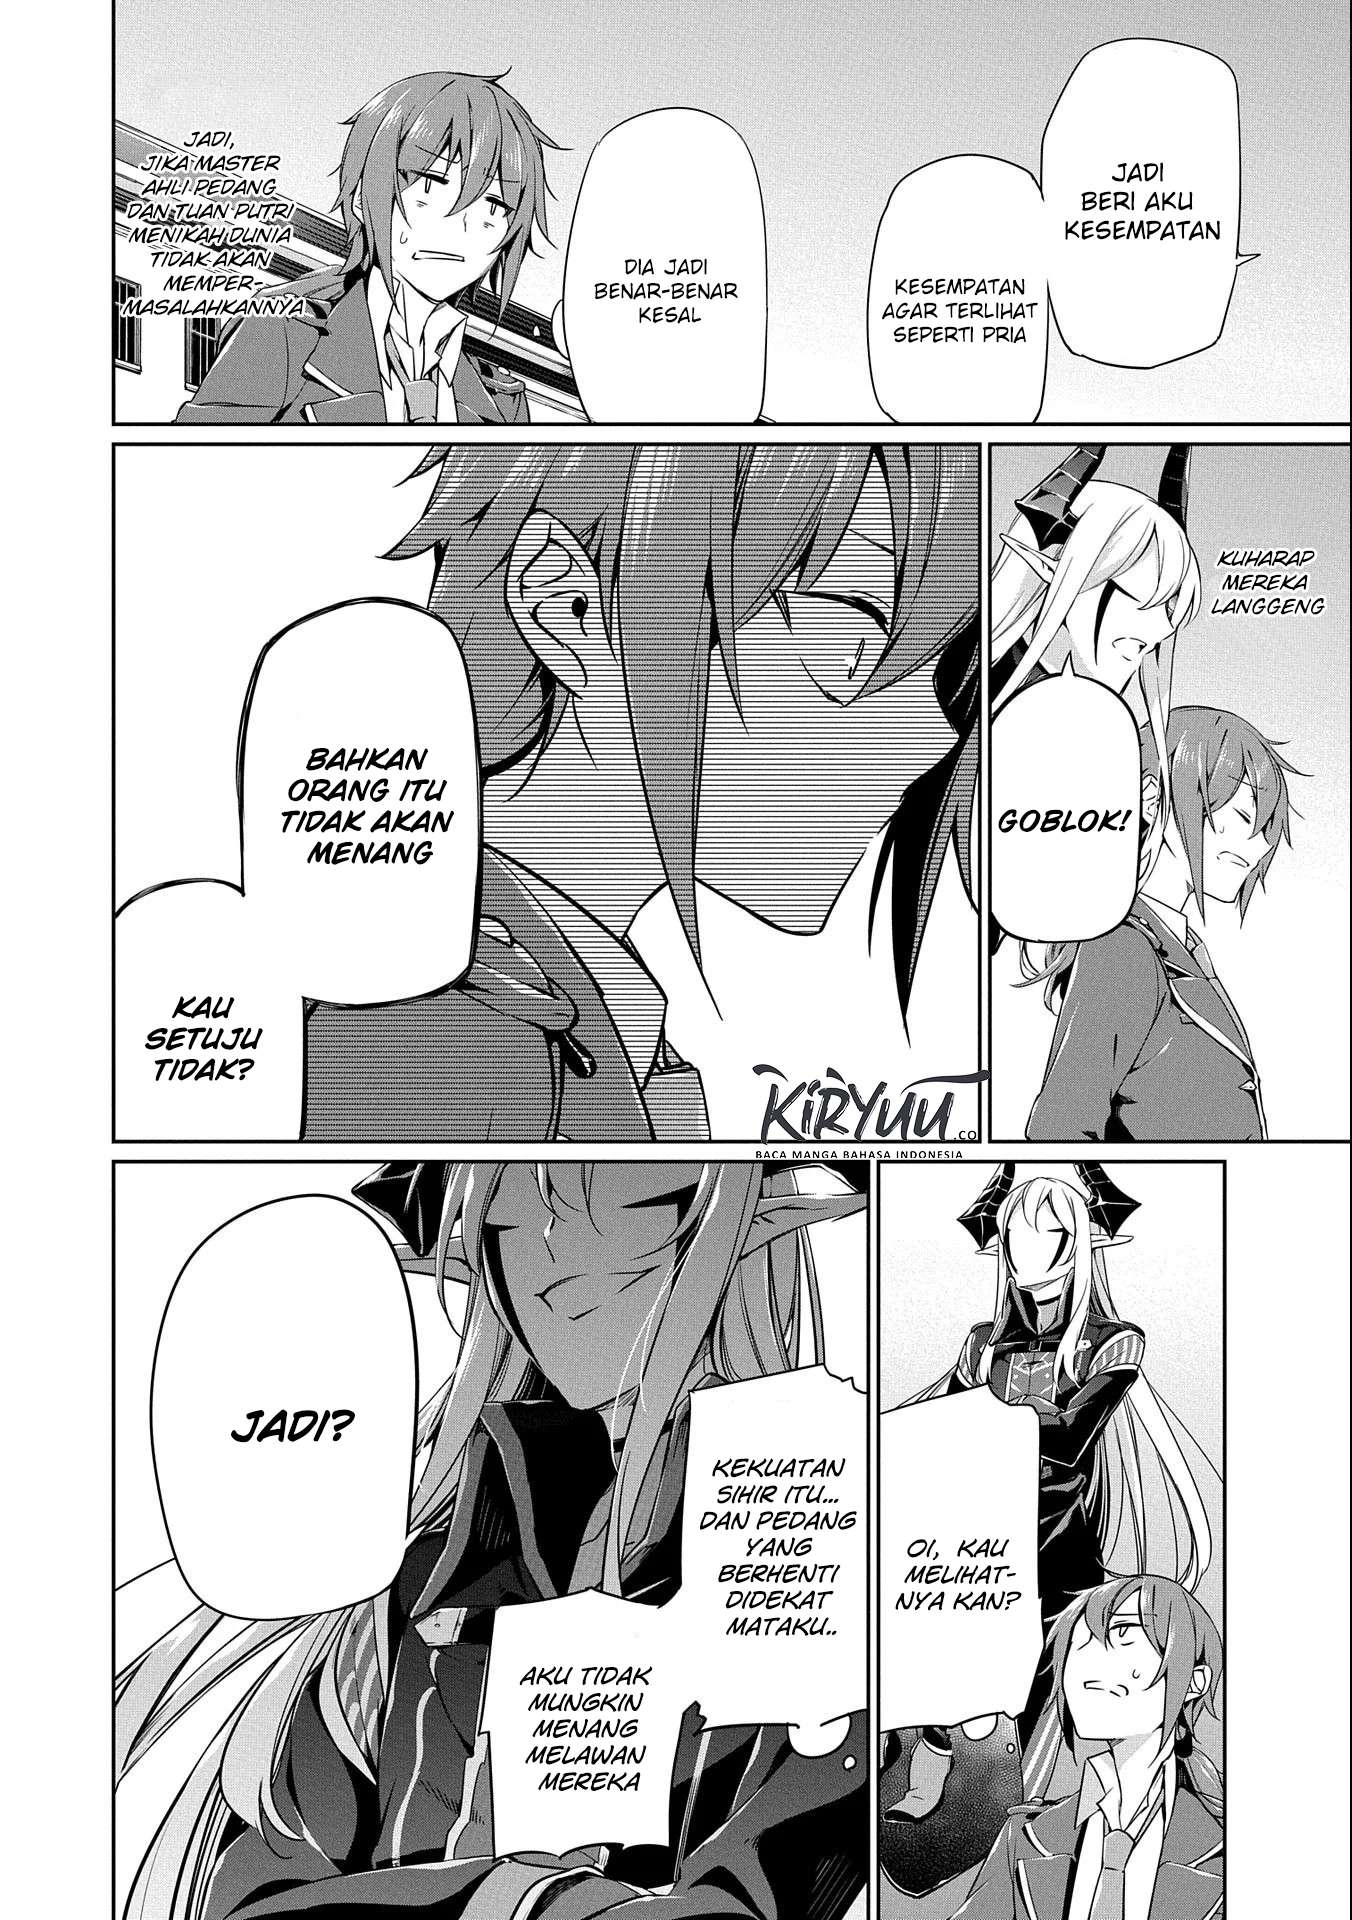 JADI
BERI AKU
KESEMPATAN
KESEMPATAN
AGAR TERLIHAT
SEPERTI PRIA
DIA JADI
BENAR-BENAR
KESAL
JADI,
JIKA MASTER
AHLI PEDANG
DAN TUAN PUTRI
MENIKAH DUNIA
TIDAK AKAN
MEMPER-
MASALAHKANNYA
KUHARAP
MEREKA
LANGGENG
GOBLOK!
BAHKAN
ORANG ITU
TIDAK AKAN
MENANG
KAU
SETUJU
TIDAK?
KIRYUU.CO
BACA MANGA BAHASA INDONESIA
OI, KAU
MELIHAT-
NYA KAN?
KEKUATAN
SIHIR ITU...
DAN PEDANG
YANG
BERHENTI
DIDEKAT
MATAKU..
AKU TIDAK
MUNGKIN
MENANG
MELAWAN
MEREKA
JADI?